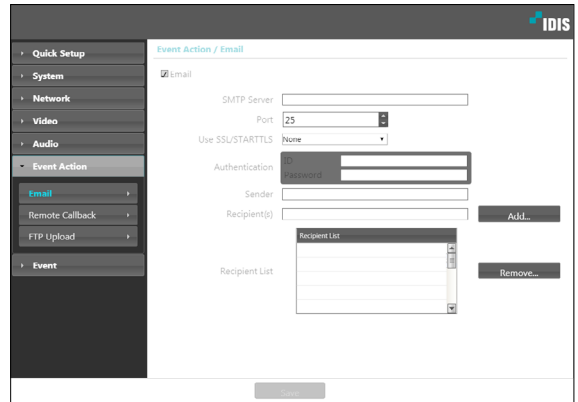 IDIS
Quick Setup
System
Network
Video
Audio
Event Action
Email
Remote Callback
FTP Upload
Event
Event Action / Email
Email
SMTP Server
Port 25
Use SSL/STARTTLS None
Authentication
ID
Password
Sender
Recipient(s) Add...
Recipient List
Recipient List Remove...
Save